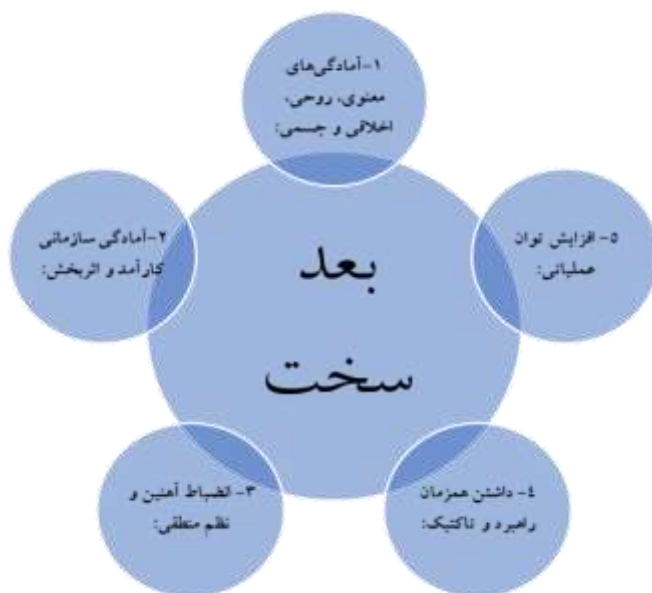 ۱-آمادگی‌های
معنوی، روحی،
اخلاقی و جسمی:
۲-آمادگی سازمانی
کارآمد و اثربخش:
۳- انضباط آهنین و
نظم منطقی:
۴- داشتن همزمان
راهبرد و تاکتیک:
۵- افزایش توان
عملیاتی:
بعد
سخت